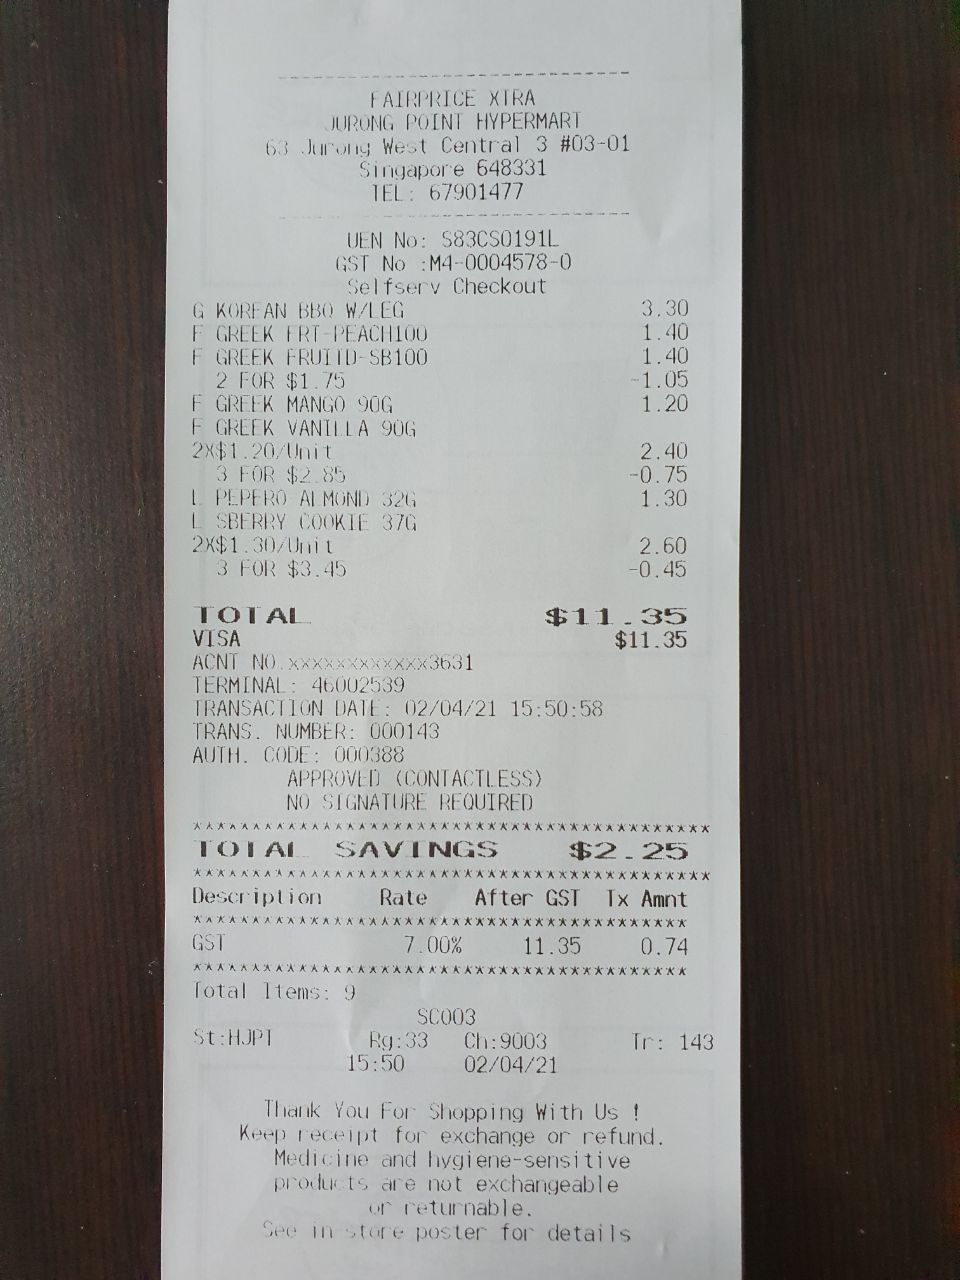 FAIRPRICE XTRA
JURONG POINT HYPERMART
63 Jurong West Central 3 #03-01
Singapore 648331
TEL: 67901477
UEN No: S83CS0191L
GST No :M4-0004578-0
Selfserv Checkout
G KOREAN BBQ W/LEG 3.30
F GREEK FRT-PEACH100 1.40
F GREEK FRUITD-SB100 1.40
2 FOR $1.75 -1.05
F GREEK MANGO 90G 1.20
F GREEK VANILLA 90G
2X$1.20/Unit 2.40
3 FOR $2.85 -0.75
L PEPERO ALMOND 32G 1.30
L SBERRY COOKIE 37G
2X$1.30/Unit 2.60
3 FOR $3.45 -0.45
TOTAL $11.35
VISA $11.35
ACNT NO.xxxxxxxxxxxx3631
TERMINAL: 46002539
TRANSACTION DATE: 02/04/21 15:50:58
TRANS. NUMBER: 000143
AUTH. CODE: 000388
APPROVED (CONTACTLESS)
NO SIGNATURE REQUIRED
********************************************
TOTAL SAVINGS $2.25
********************************************
Description Rate After GST Tx Amnt
******************************************
GST 7.00% 11.35 0.74
******************************************
Total Items: 9
SC003
St:HJPT Rg:33 Ch:9003 Tr: 143
15:50 02/04/21
Thank You For Shopping With Us !
Keep receipt for exchange or refund.
Medicine and hygiene-sensitive
products are not exchangeable
or returnable.
See in store poster for details